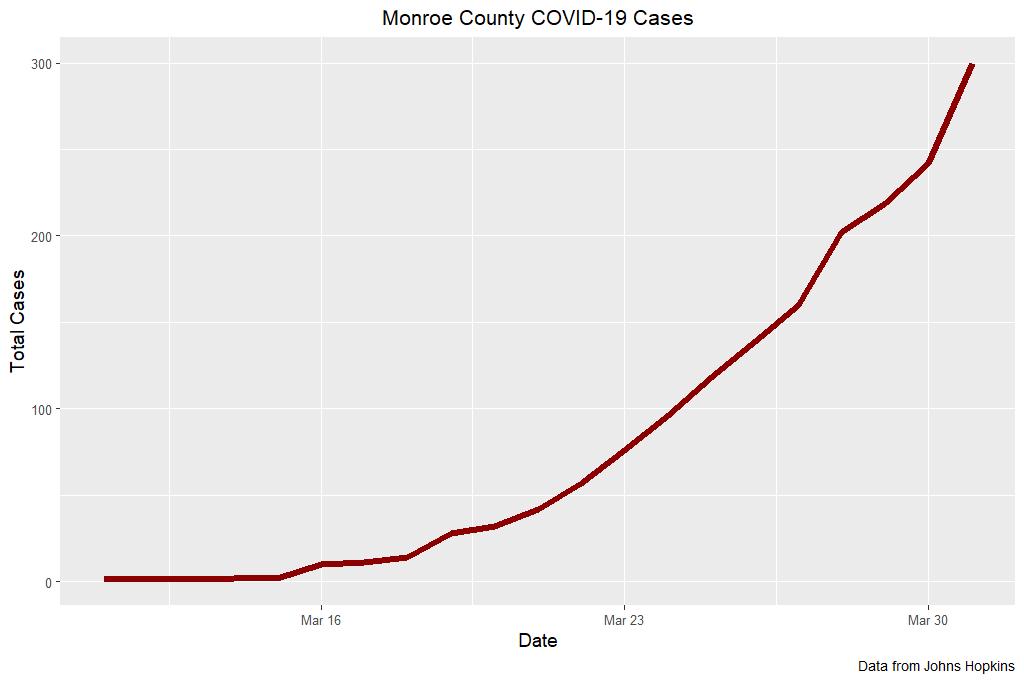 Monroe County COVID-19 Cases
300
200
100
0
Total Cases
Mar 16
Mar 23
Mar 30
Date
Data from Johns Hopkins